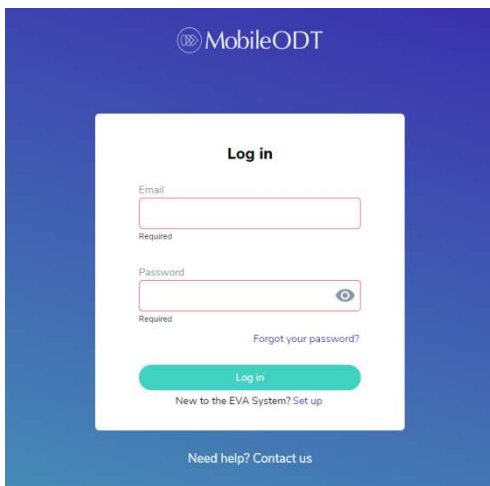 MobileODT
Log in
Email
Required
Password
Required
Forgot your password?
Log in
New to the EVA System? Set up
Need help? Contact us